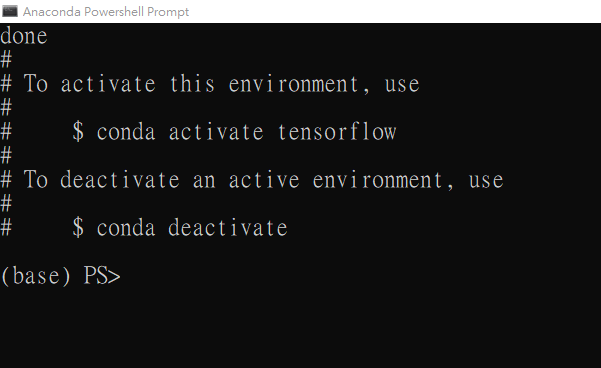 Anaconda Powershell Prompt
done
#
# To activate this environment, use
#
#     $ conda activate tensorflow
#
# To deactivate an active environment, use
#
#     $ conda deactivate
(base) PS>